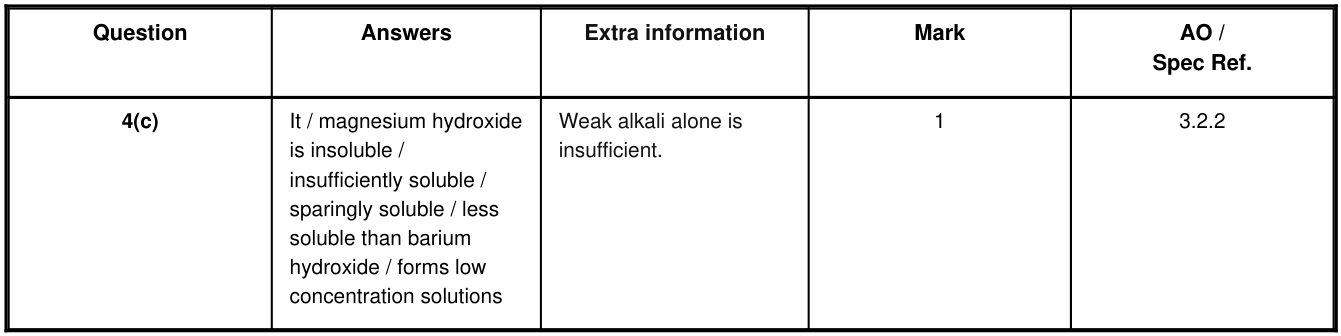 Question
Answers
Extra information
Mark
AO /
Spec Ref.
4(c)
It / magnesium hydroxide
is insoluble /
insufficiently soluble /
sparingly soluble / less
soluble than barium
hydroxide / forms low
concentration solutions
Weak alkali alone is
insufficient.
1
3.2.2